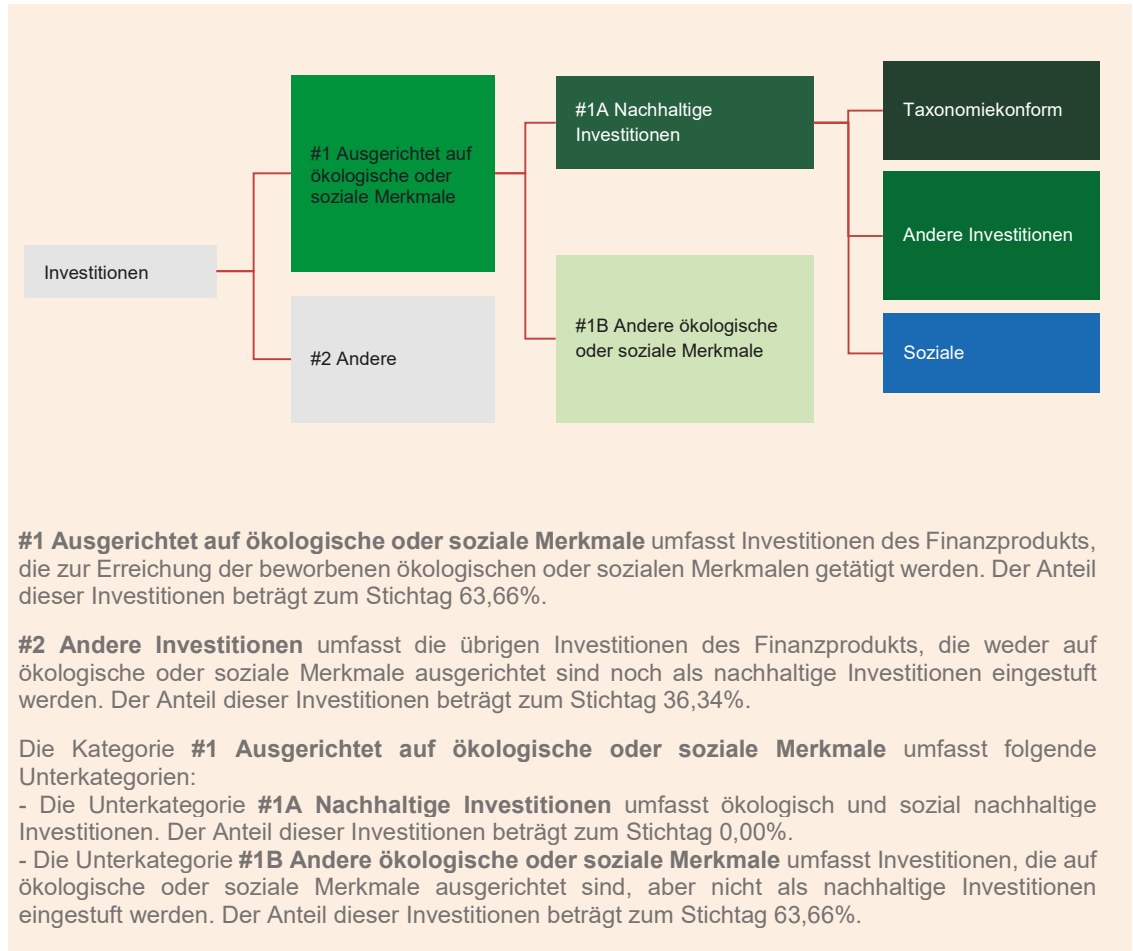 Investitionen
#1 Ausgerichtet auf
ökologische oder
soziale Merkmale
#2 Andere
#1A Nachhaltige
Investitionen
#1B Andere ökologische
oder soziale Merkmale
Taxonomiekonform
Andere Investitionen
Soziale
#1 Ausgerichtet auf ökologische oder soziale Merkmale umfasst Investitionen des Finanzprodukts,
die zur Erreichung der beworbenen ökologischen oder sozialen Merkmalen getätigt werden. Der Anteil
dieser Investitionen beträgt zum Stichtag 63,66%.
#2 Andere Investitionen umfasst die übrigen Investitionen des Finanzprodukts, die weder auf
ökologische oder soziale Merkmale ausgerichtet sind noch als nachhaltige Investitionen eingestuft
werden. Der Anteil dieser Investitionen beträgt zum Stichtag 36,34%.
Die Kategorie #1 Ausgerichtet auf ökologische oder soziale Merkmale umfasst folgende
Unterkategorien:
- Die Unterkategorie #1A Nachhaltige Investitionen umfasst ökologisch und sozial nachhaltige
Investitionen. Der Anteil dieser Investitionen beträgt zum Stichtag 0,00%.
- Die Unterkategorie #1B Andere ökologische oder soziale Merkmale umfasst Investitionen, die auf
ökologische oder soziale Merkmale ausgerichtet sind, aber nicht als nachhaltige Investitionen
eingestuft werden. Der Anteil dieser Investitionen beträgt zum Stichtag 63,66%.